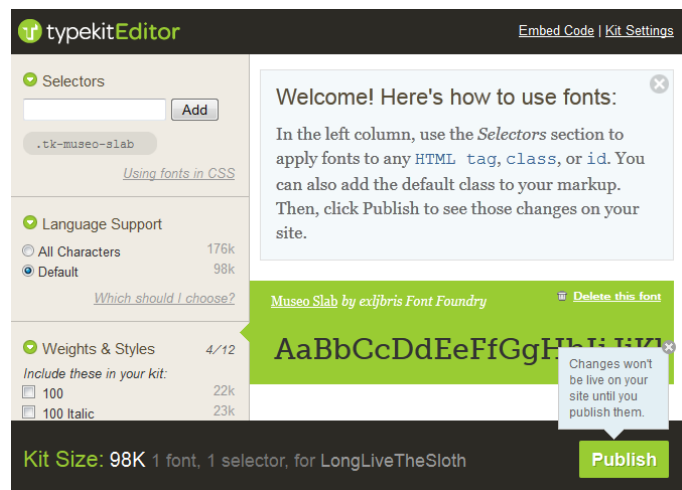 typekitEditor
Embed Code | Kit Settings
Selectors
Add
.tk-museo-slab
Using fonts in CSS
Language Support
All Characters 176k
Default 98k
Which should I choose?
Weights & Styles 4/12
Include these in your kit:
100 22k
100 Italic 23k
Welcome! Here's how to use fonts:
In the left column, use the Selectors section to
apply fonts to any HTML tag, class, or id. You
can also add the default class to your markup.
Then, click Publish to see those changes on your
site.
Museo Slab by exljbris Font Foundry
Delete this font
AaBbCcDdEeFfGgH
Changes won't
be live on your
site until you
publish them.
Kit Size: 98K 1 font, 1 selector, for LongLiveTheSloth
Publish